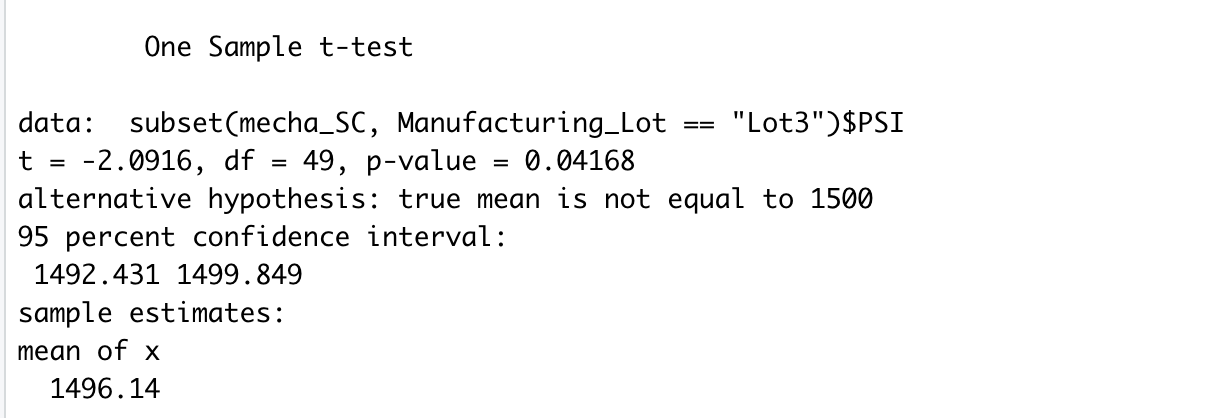 One Sample t-test
data:  subset(mecha_SC, Manufacturing_Lot == "Lot3")$PSI
t = -2.0916, df = 49, p-value = 0.04168
alternative hypothesis: true mean is not equal to 1500
95 percent confidence interval:
1492.431 1499.849
sample estimates:
mean of x
1496.14